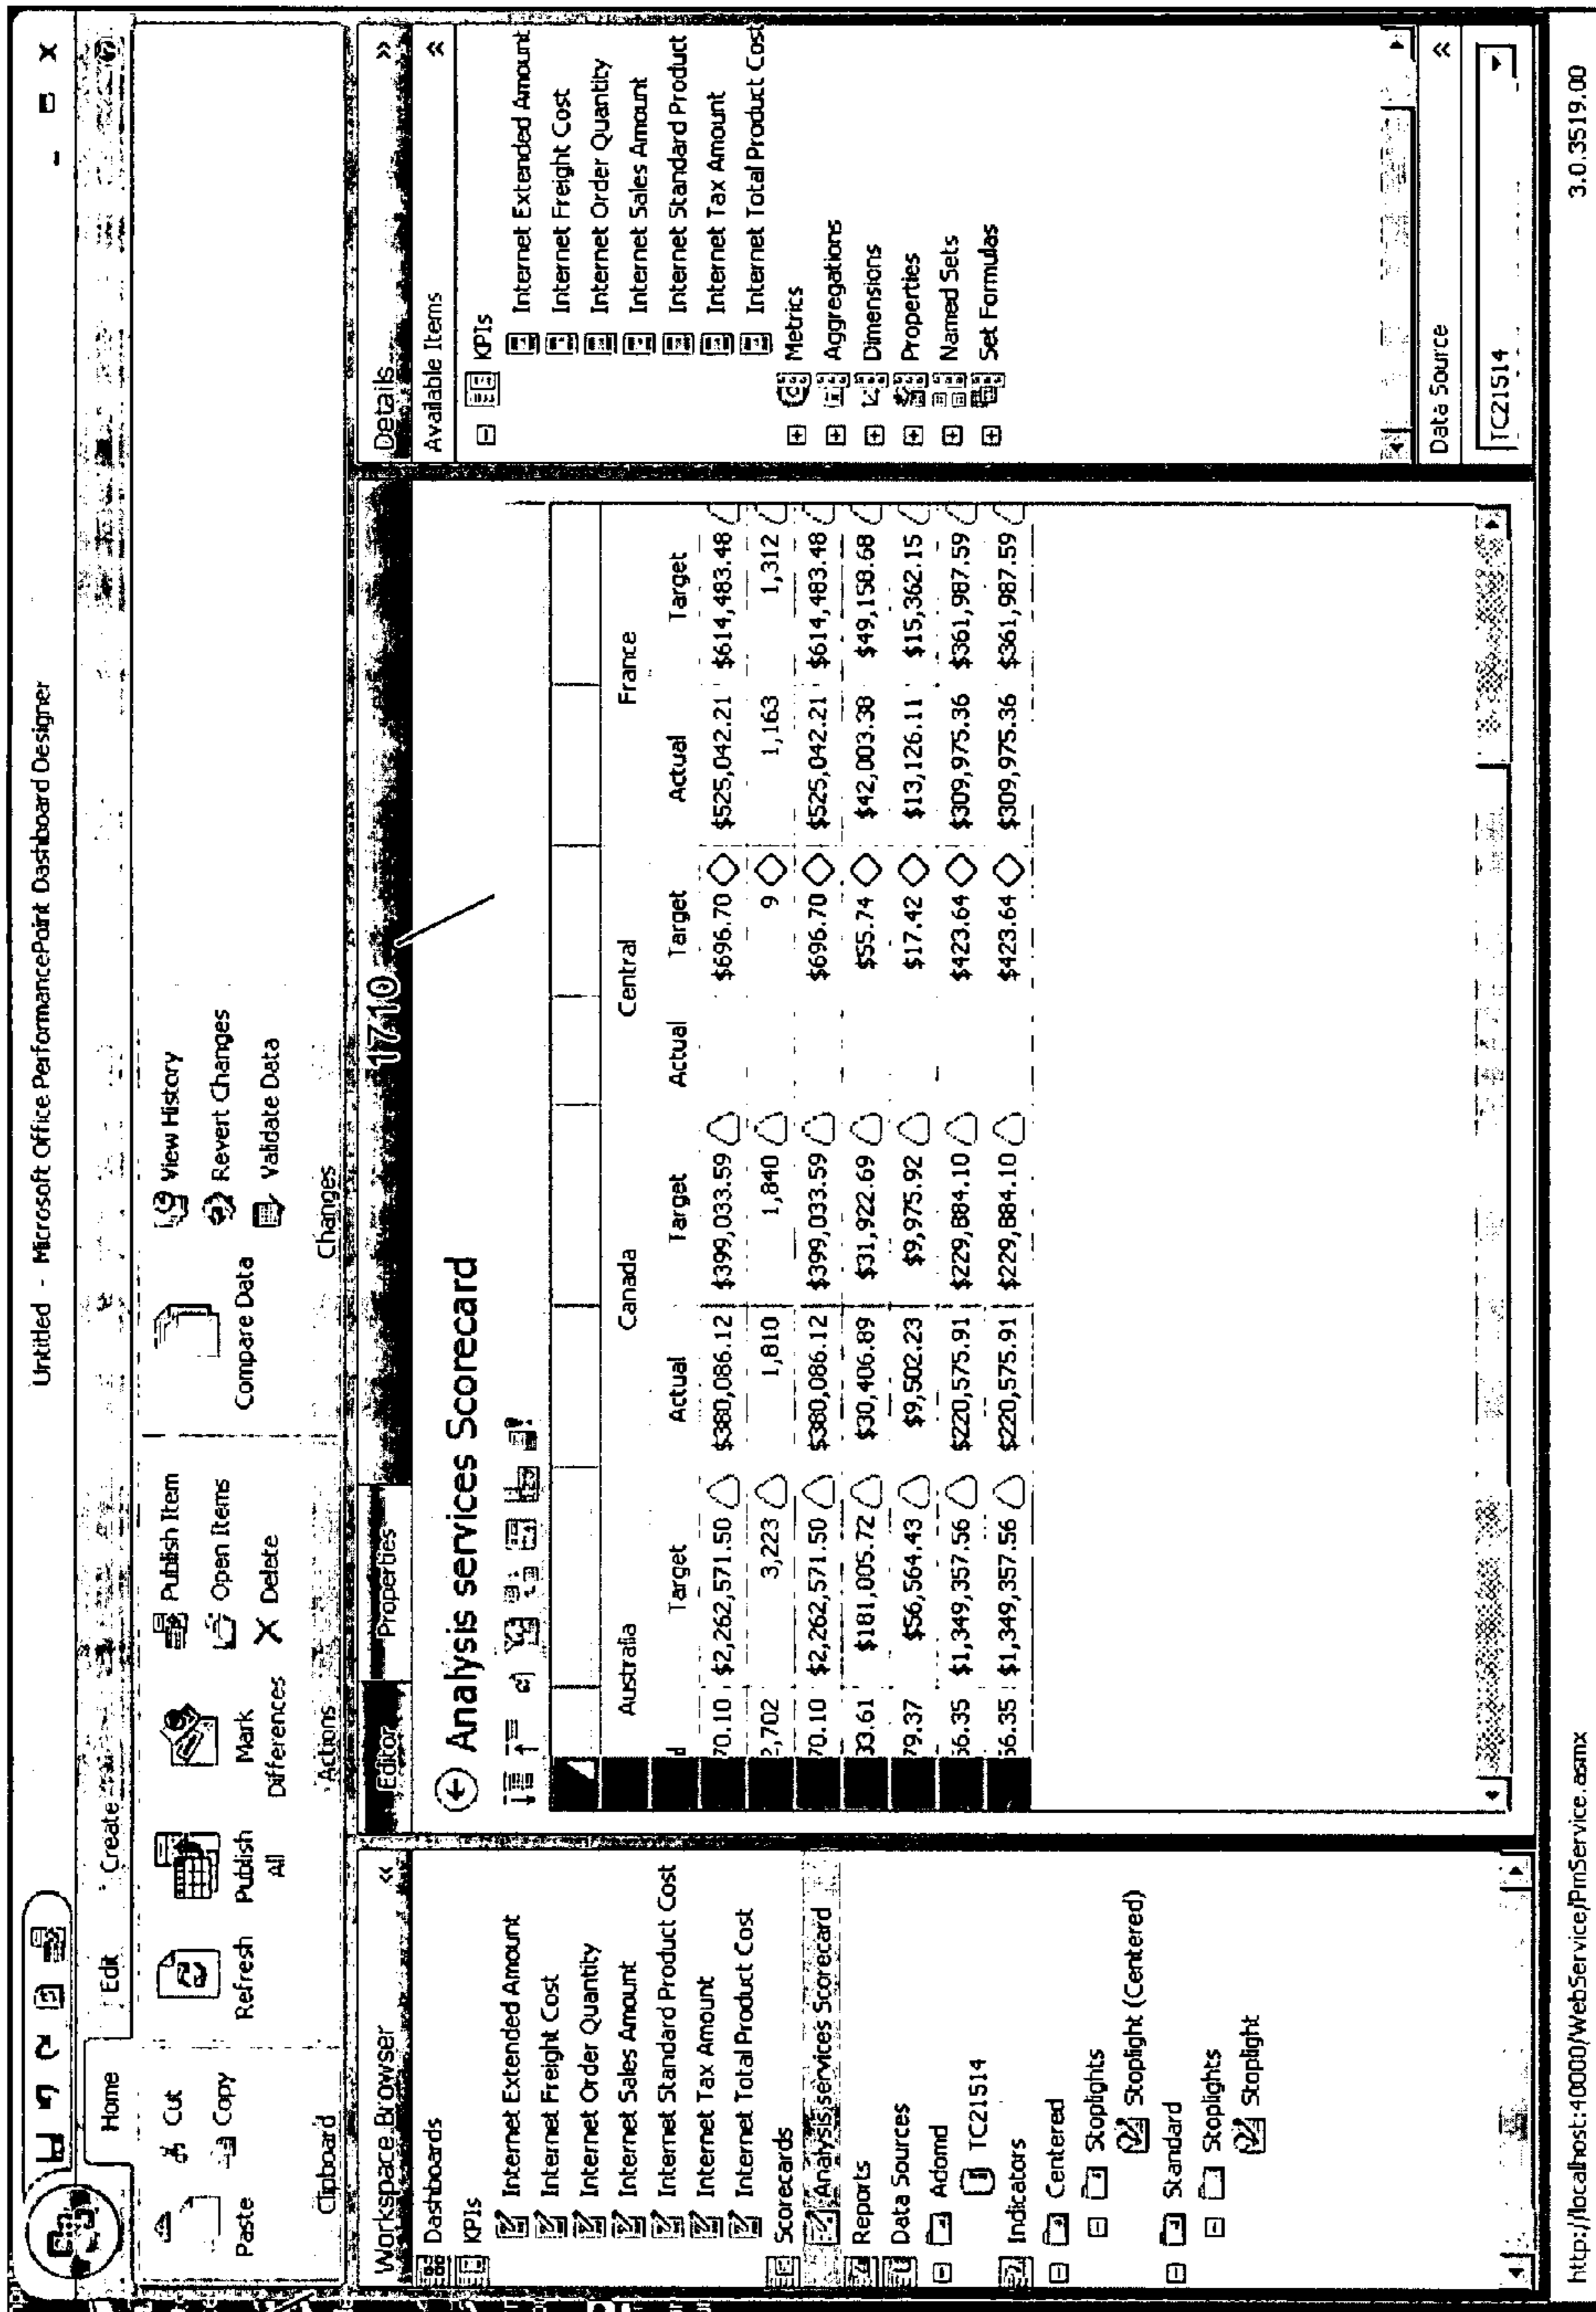 Untitled - Microsoft Office PerformancePoint Dashboard Designer
Home Edit Create
Paste
Cut
Copy
Clipboard
Refresh
Publish All
Mark Differences
Publish Item
Open Items
Delete
Actions
Compare Data
View History
Revert Changes
Validate Data
Changes
Workspace Browser
Dashboards
KPIs
Internet Extended Amount
Internet Freight Cost
Internet Order Quantity
Internet Sales Amount
Internet Standard Product Cost
Internet Tax Amount
Internet Total Product Cost
Scorecards
Analysis services Scorecard
Reports
Data Sources
Adomd
TC21514
Indicators
Centered
Stoplights
Stoplight (Centered)
Standard
Stoplights
Stoplight
Editor Properties
1710
Analysis services Scorecard
Australia Canada Central France
Target Actual Target Actual Target Actual Target
70.10 $2,262,571.50 $380,086.12 $399,033.59 $696.70 $525,042.21 $614,483.48
2,702 3,223 1,810 1,840 9 1,163 1,312
70.10 $2,262,571.50 $380,086.12 $399,033.59 $696.70 $525,042.21 $614,483.48
33.61 $181,005.72 $30,406.89 $31,922.69 $55.74 $42,003.38 $49,158.68
79.37 $56,564.43 $9,502.23 $9,975.92 $17.42 $13,126.11 $15,362.15
56.35 $1,349,357.56 $220,575.91 $229,884.10 $423.64 $309,975.36 $361,987.59
56.35 $1,349,357.56 $220,575.91 $229,884.10 $423.64 $309,975.36 $361,987.59
Details
Available Items
KPIs
Internet Extended Amount
Internet Freight Cost
Internet Order Quantity
Internet Sales Amount
Internet Standard Product
Internet Tax Amount
Internet Total Product Cost
Metrics
Aggregations
Dimensions
Properties
Named Sets
Set Formulas
Data Source
TC21514
http://localhost:40000/WebService/PmService.asmx
3.0.3519.00